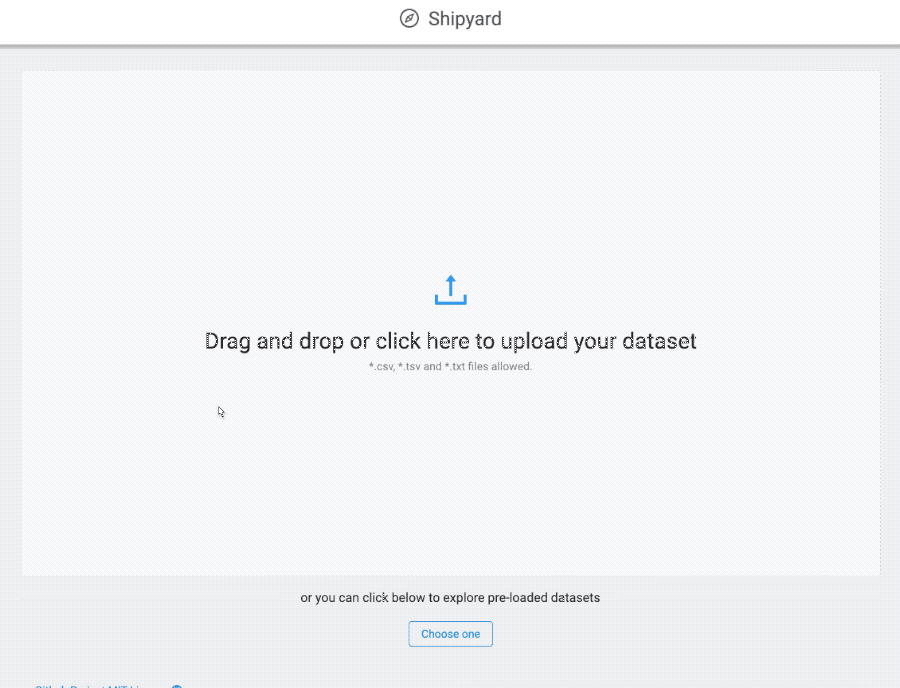 Shipyard
Drag and drop or click here to upload your dataset
*.csv, *.tsv and *.txt files allowed.
or you can click below to explore pre-loaded datasets
Choose one